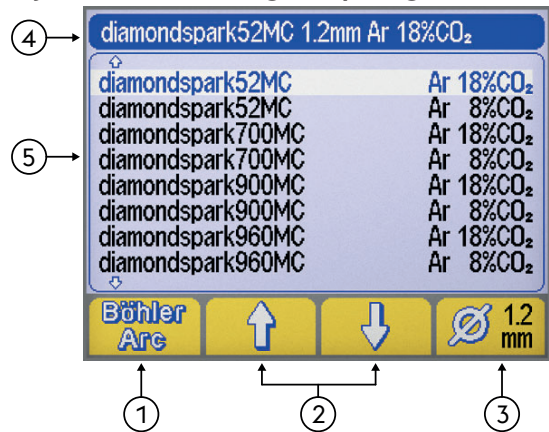 4
diamondspark52MC 1.2mm Ar 18%CO₂
5
diamondspark52MC Ar 18%CO₂
diamondspark52MC Ar 8%CO₂
diamondspark700MC Ar 18%CO₂
diamondspark700MC Ar 8%CO₂
diamondspark900MC Ar 18%CO₂
diamondspark900MC Ar 8%CO₂
diamondspark960MC Ar 18%CO₂
diamondspark960MC Ar 8%CO₂
Böhler
Arc
1.2
mm
1
2
3